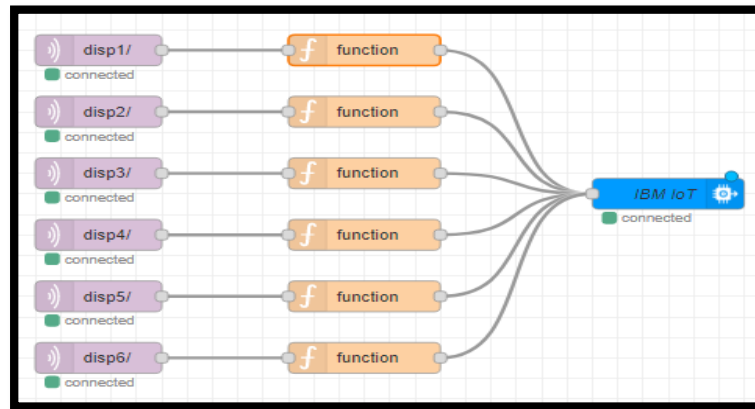 disp1/ function
connected
disp2/ function
connected
disp3/ function
connected
IBM IoT
connected
disp4/ function
connected
disp5/ function
connected
disp6/ function
connected